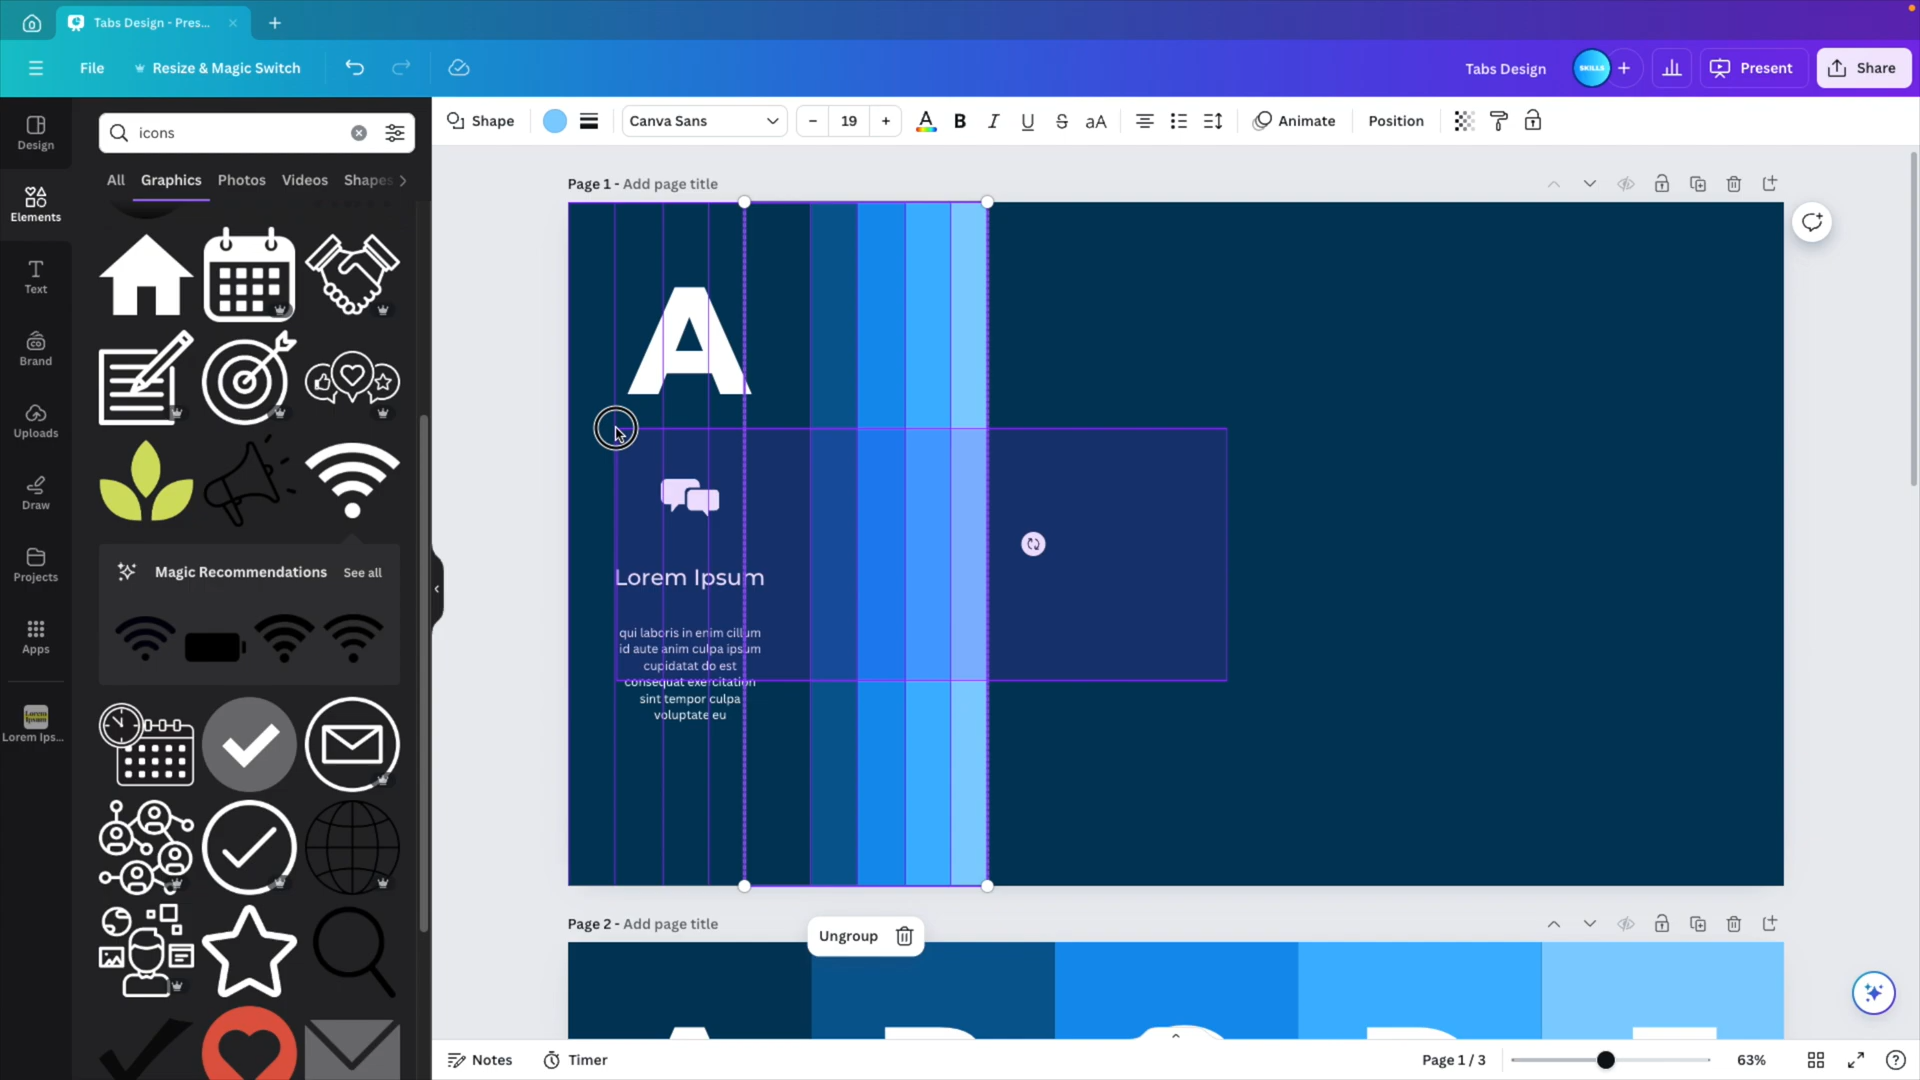 Tabs Design - Pres...
File
Resize & Magic Switch
Tabs Design
SKILLS
Present
Share
Design
Elements
Text
Brand
Uploads
Draw
Projects
Apps
Lorem Ips...
icons
All
Graphics
Photos
Videos
Shapes
Magic Recommendations
See all
Shape
Canva Sans
19
A
B
I
U
S
aA
Animate
Position
Page 1 - Add page title
A
Lorem Ipsum
qui laboris in enim cillum
id aute anim culpa ipsum
cupidatat do est
consequat exercitation
sint tempor culpa
voluptate eu
Ungroup
Page 2 - Add page title
Notes
Timer
Page 1 / 3
63%